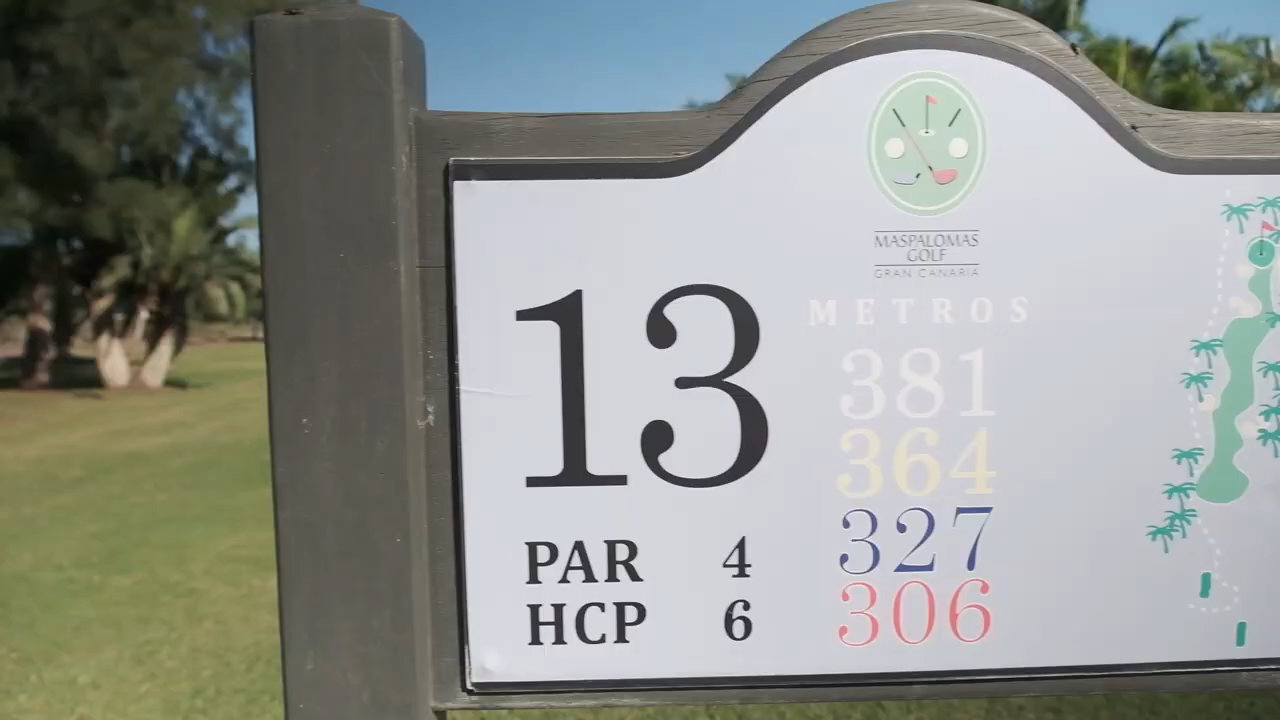 MASPALOMAS
GOLF
GRAN CANARIA
13
PAR 4
HCP 6
METROS
381
364
327
306